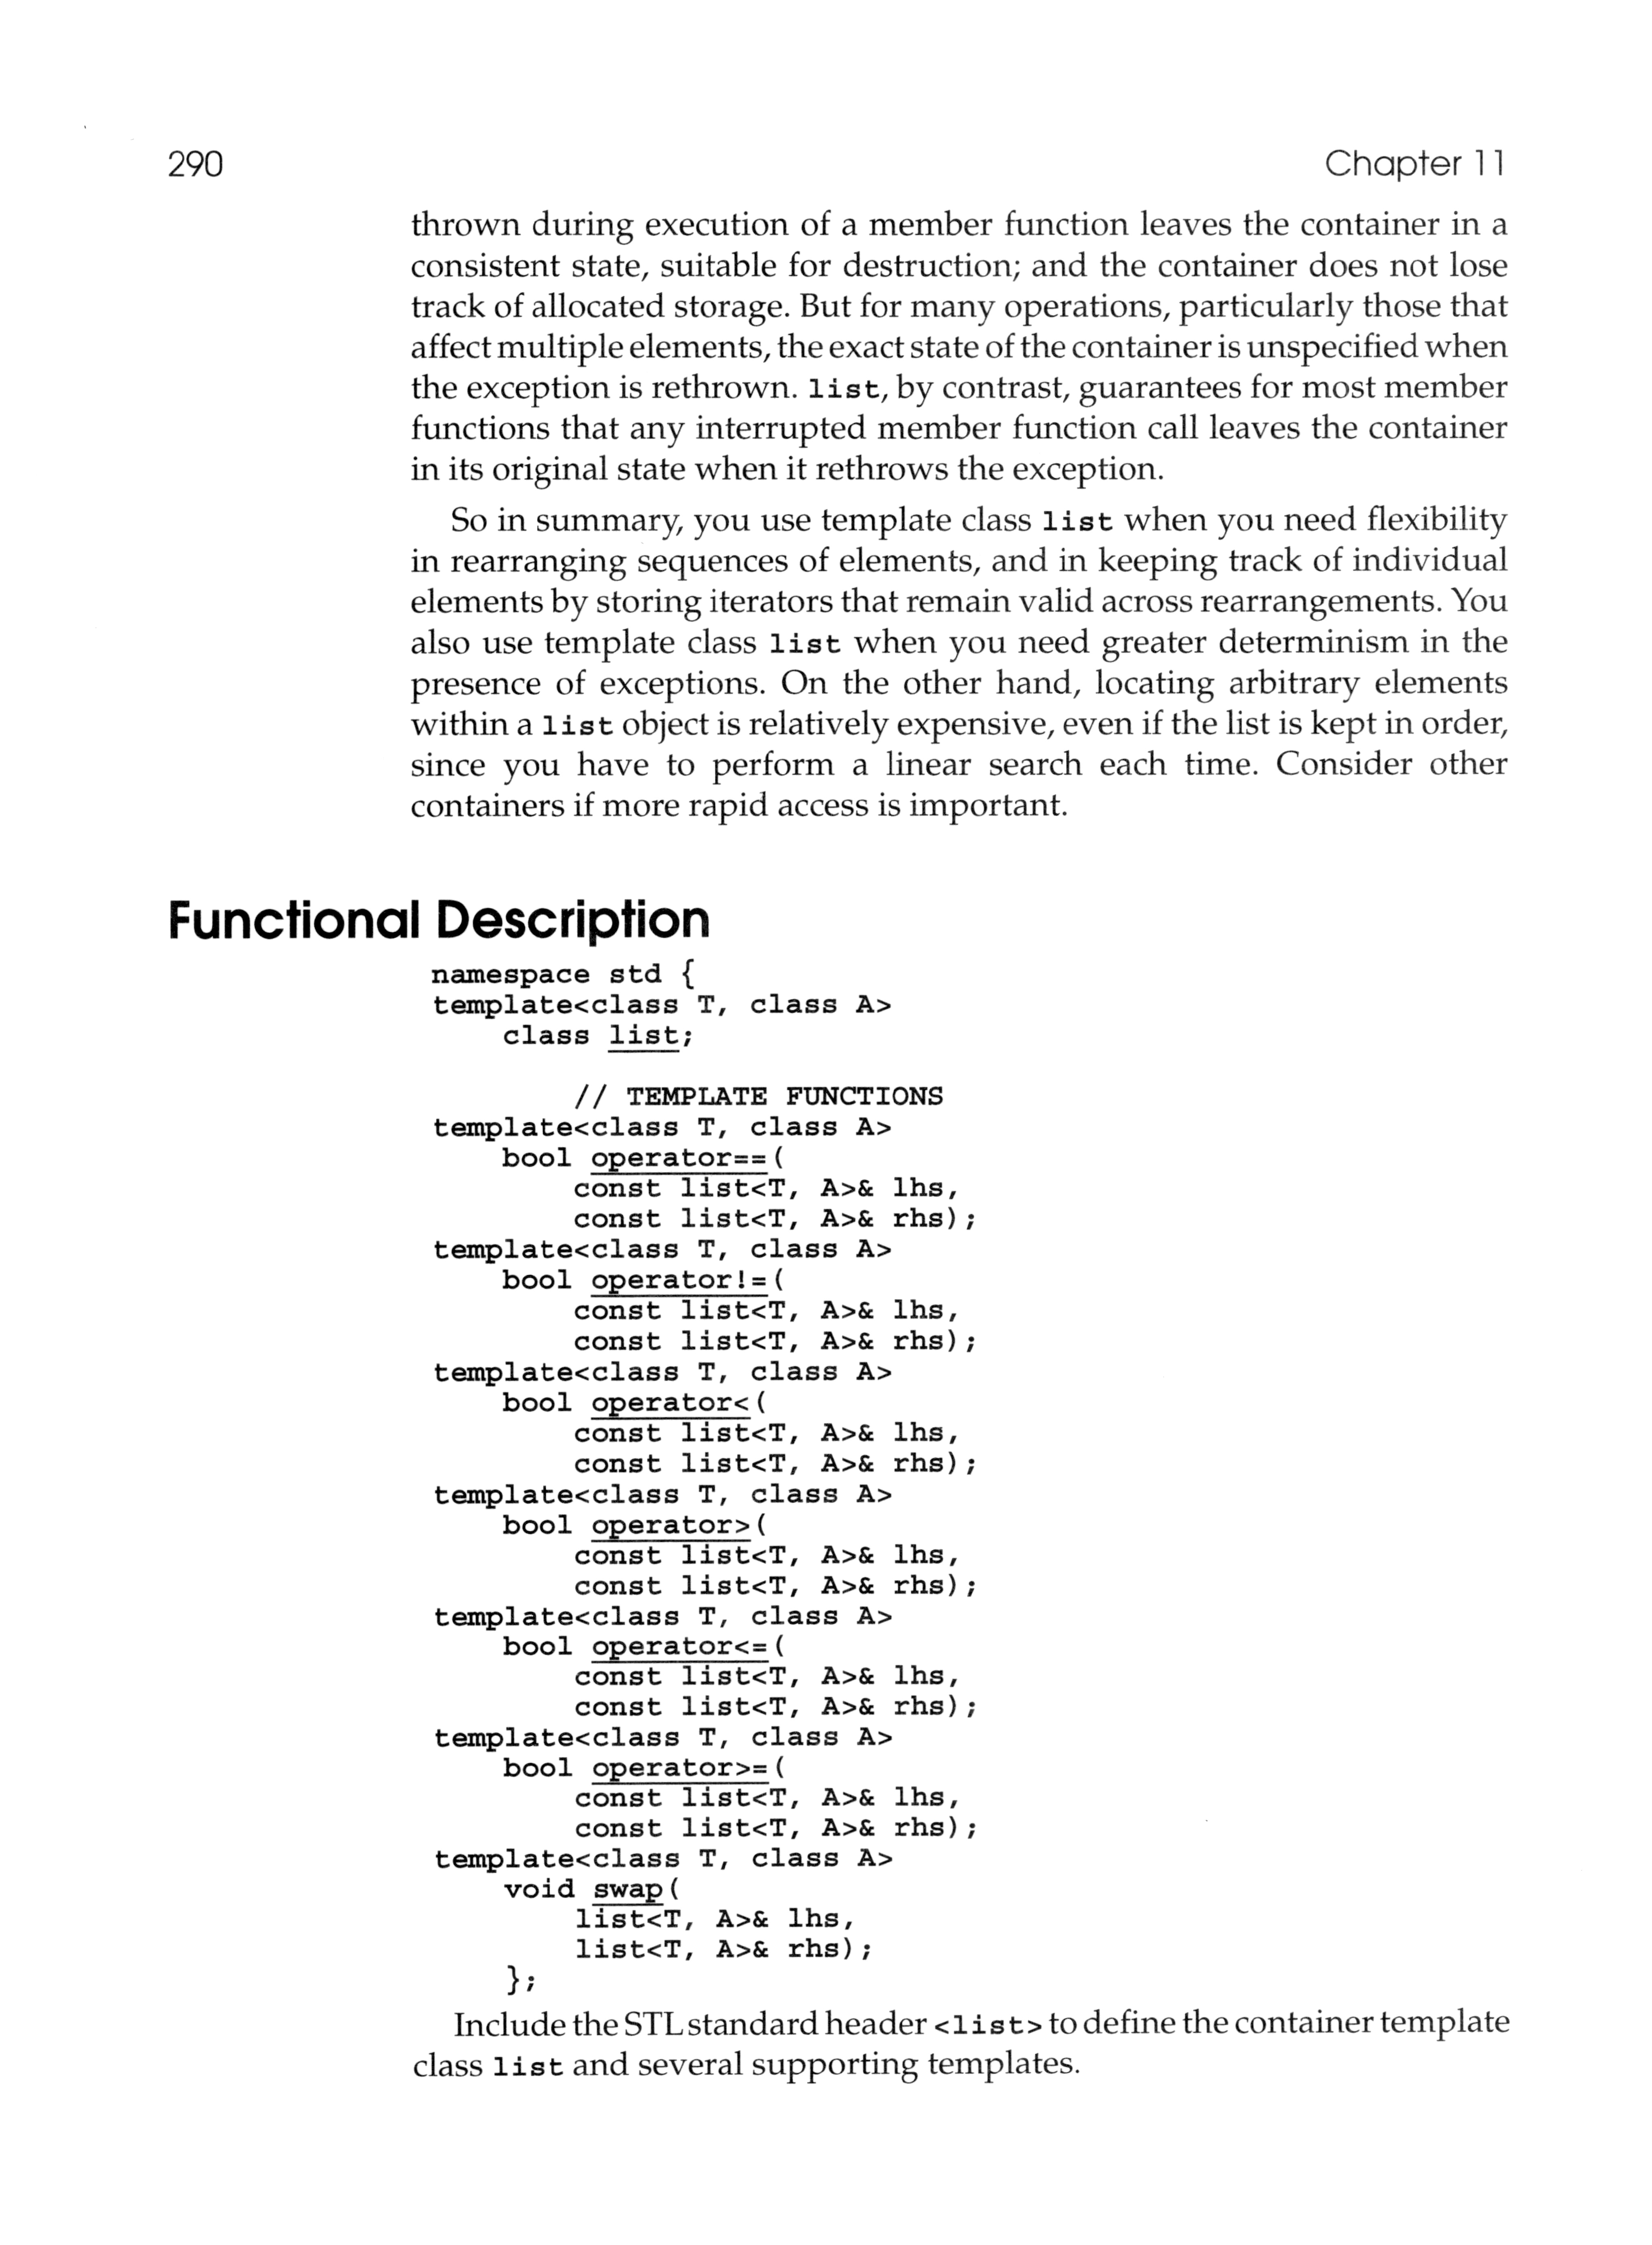 290
Chapter 11
thrown during execution of a member function leaves the container in a
consistent state, suitable for destruction; and the container does not lose
track of allocated storage. But for many operations, particularly those that
affect multiple elements, the exact state of the container is unspecified when
the exception is rethrown. list, by contrast, guarantees for most member
functions that any interrupted member function call leaves the container
in its original state when it rethrows the exception.
So in summary, you use template class list when you need flexibility
in rearranging sequences of elements, and in keeping track of individual
elements by storing iterators that remain valid across rearrangements. You
also use template class list when you need greater determinism in the
presence of exceptions. On the other hand, locating arbitrary elements
within a list object is relatively expensive, even if the list is kept in order,
since you have to perform a linear search each time. Consider other
containers if more rapid access is important.
Functional Description
namespace std {
template<class T, class A>
    class list;
        // TEMPLATE FUNCTIONS
template<class T, class A>
    bool operator==(
        const list<T, A>& lhs,
        const list<T, A>& rhs);
template<class T, class A>
    bool operator!=(
        const list<T, A>& lhs,
        const list<T, A>& rhs);
template<class T, class A>
    bool operator<(
        const list<T, A>& lhs,
        const list<T, A>& rhs);
template<class T, class A>
    bool operator>(
        const list<T, A>& lhs,
        const list<T, A>& rhs);
template<class T, class A>
    bool operator<=(
        const list<T, A>& lhs,
        const list<T, A>& rhs);
template<class T, class A>
    bool operator>=(
        const list<T, A>& lhs,
        const list<T, A>& rhs);
template<class T, class A>
    void swap(
        list<T, A>& lhs,
        list<T, A>& rhs);
    };
Include the STL standard header <list> to define the container template
class list and several supporting templates.